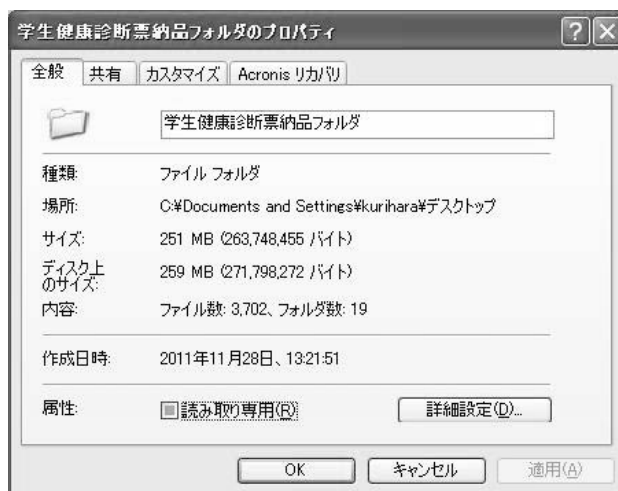 学生健康診断票納品フォルダのプロパティ
全般 共有 カスタマイズ Acronis リカバリ
学生健康診断票納品フォルダ
種類: ファイル フォルダ
場所: C:¥Documents and Settings¥kurihara¥デスクトップ
サイズ: 251 MB (263,748,455 バイト)
ディスク上
のサイズ: 259 MB (271,798,272 バイト)
内容: ファイル数: 3,702、フォルダ数: 19
作成日時: 2011年11月28日、13:21:51
属性: 読み取り専用(R) 詳細設定(D)...
OK キャンセル 適用(A)